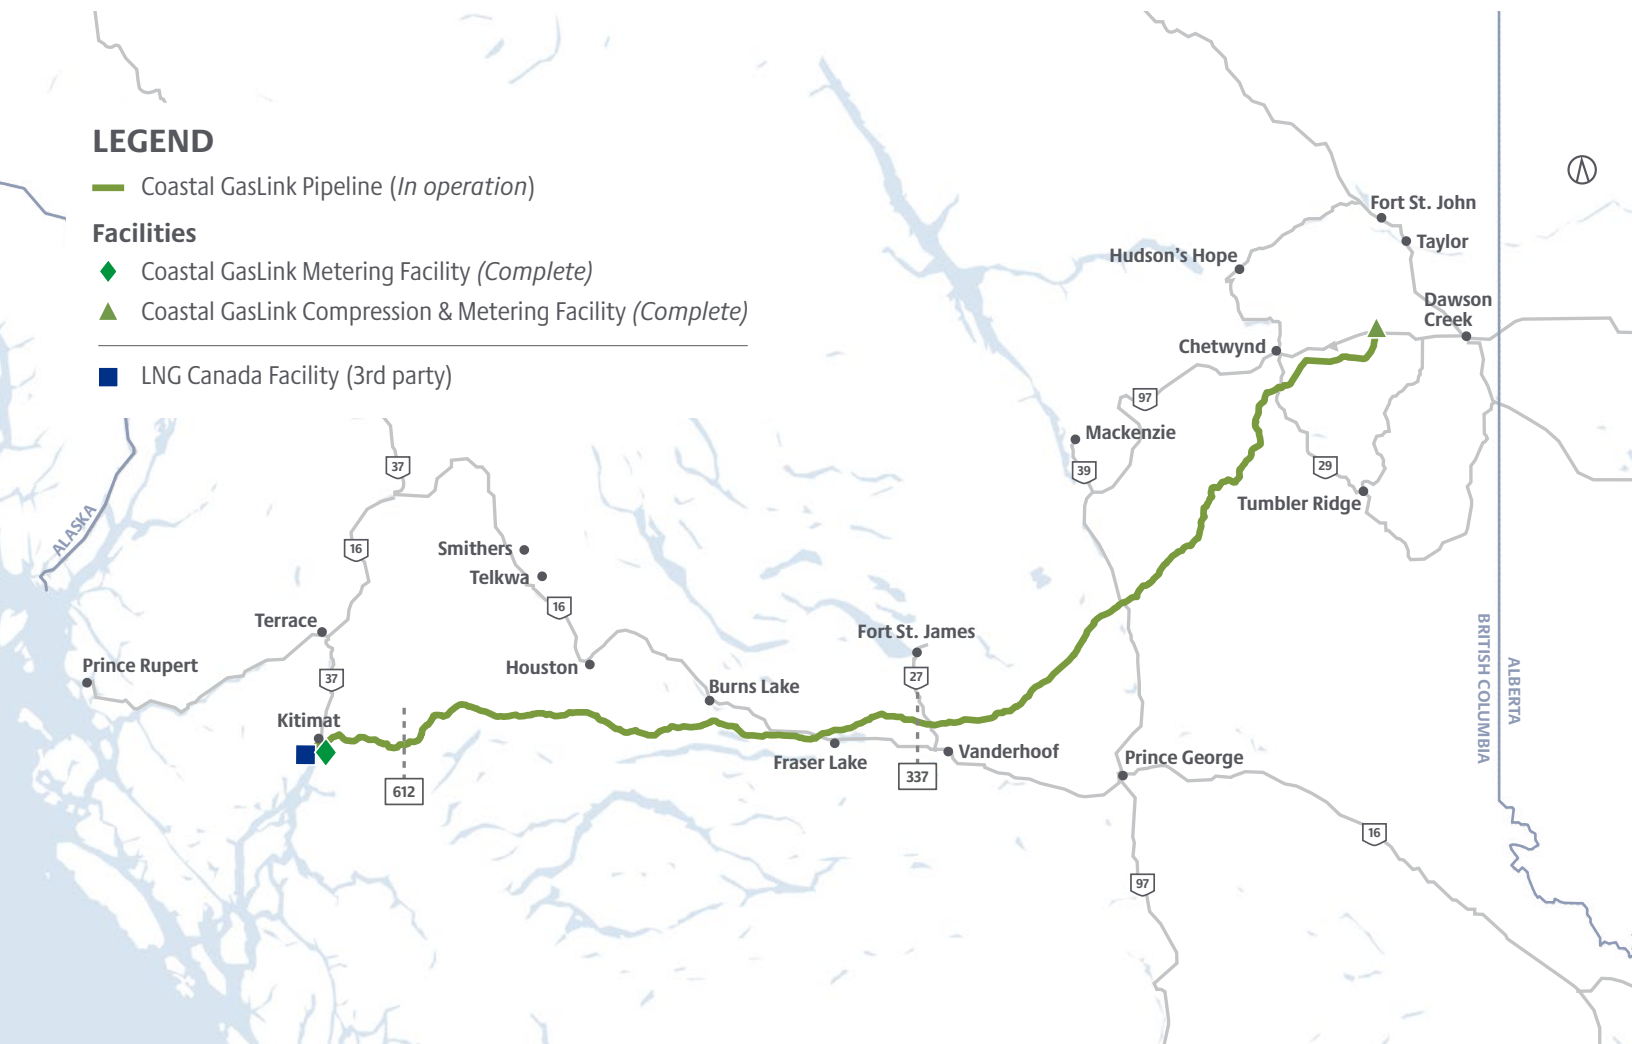 LEGEND
Coastal GasLink Pipeline (In operation)
Facilities
Coastal GasLink Metering Facility (Complete)
Coastal GasLink Compression & Metering Facility (Complete)
LNG Canada Facility (3rd party)
Fort St. John
Taylor
Hudson's Hope
Dawson
Creek
Chetwynd
97
Mackenzie
39
29
Tumbler Ridge
37
ALASKA
16
Smithers
Telkwa
16
Terrace
Fort St. James
Prince Rupert
37
Houston
27
Burns Lake
Kitimat
BRITISH COLUMBIA
ALBERTA
Fraser Lake
Vanderhoof
Prince George
612
337
16
97